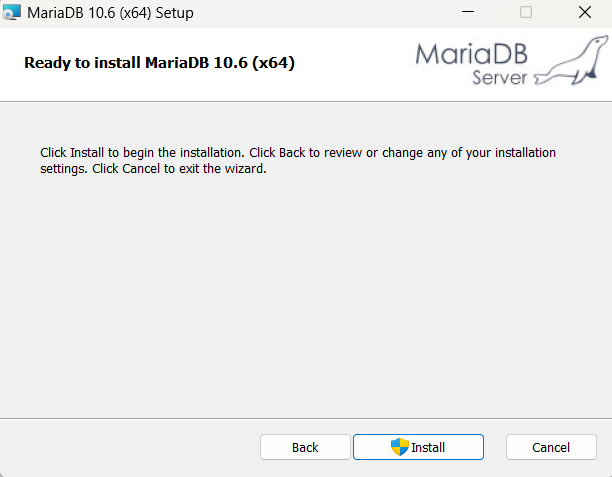 MariaDB 10.6 (x64) Setup
Ready to install MariaDB 10.6 (x64)
MariaDB
Server
Click Install to begin the installation. Click Back to review or change any of your installation
settings. Click Cancel to exit the wizard.
Back
Install
Cancel